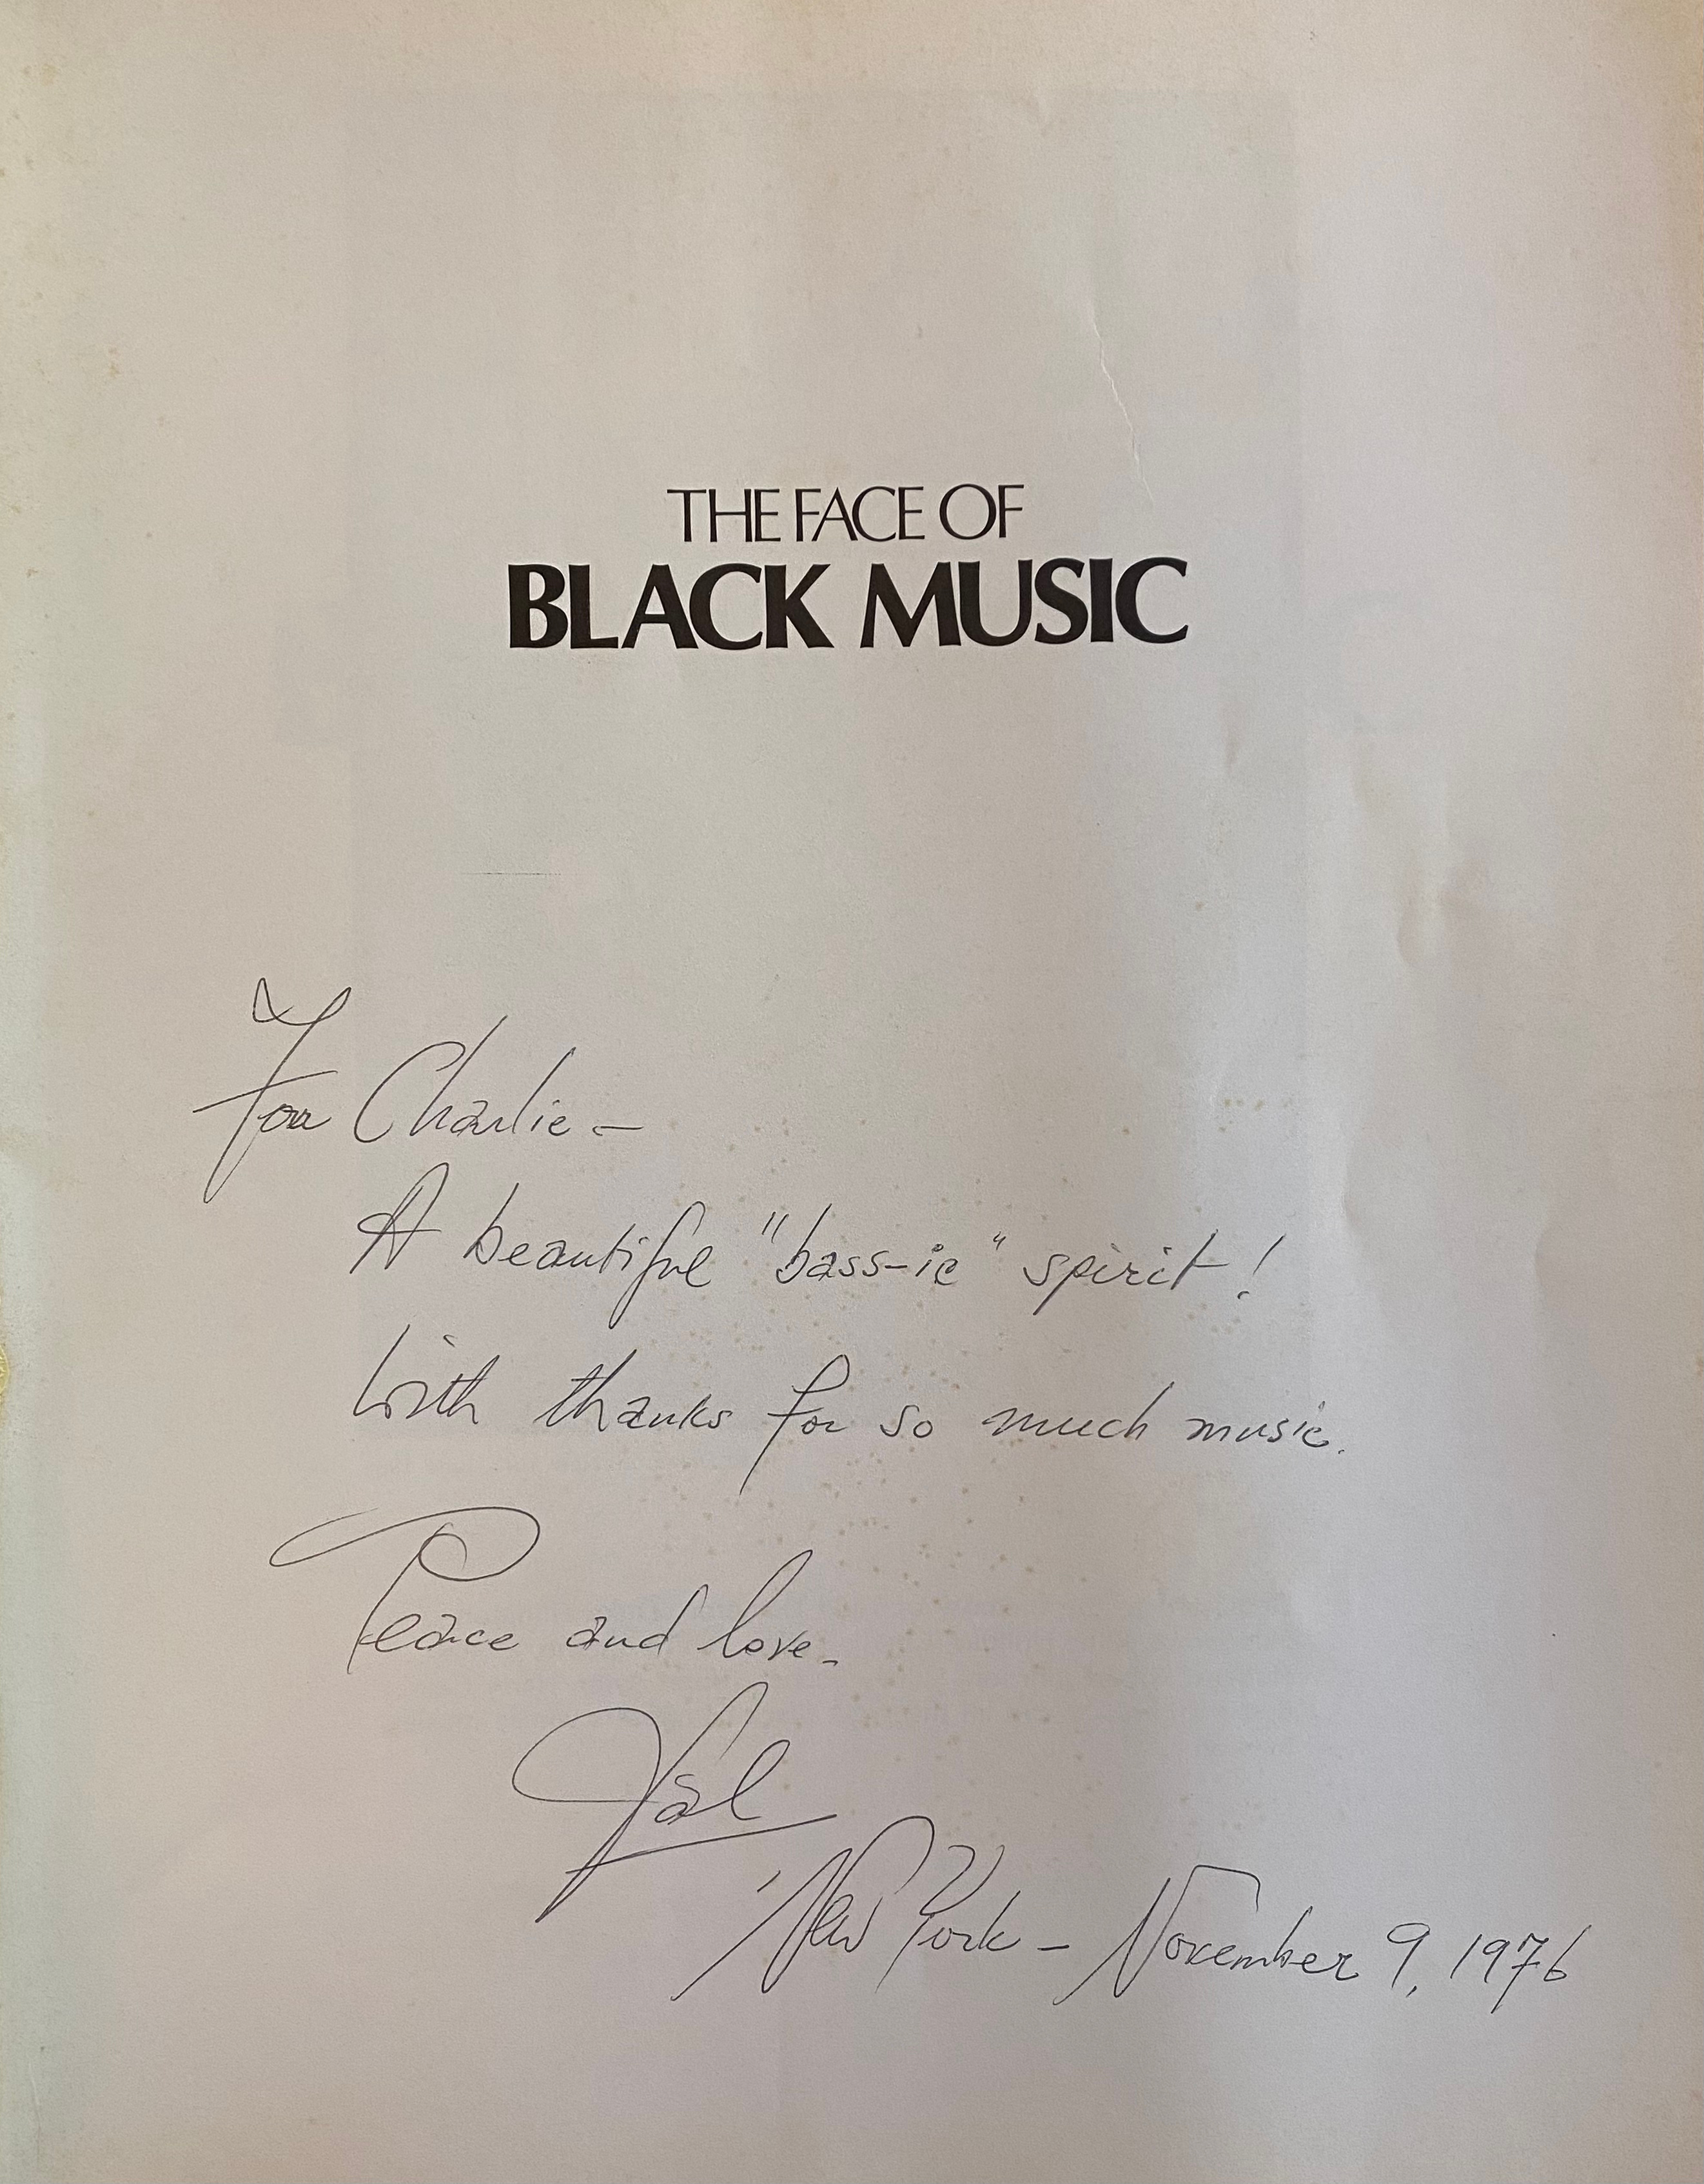 THE FACE OF
BLACK MUSIC
For Charlie –
A beautiful "bass-ic" spirit!
With thanks for so much music.
Peace and love –
Val
New York – November 9, 1976